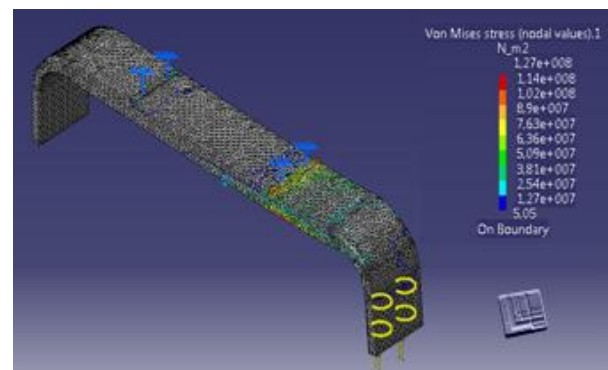 Von Mises stress (nodal values).1
N_m2
1,27e+008
1,14e+008
1,02e+008
8,9e+007
7,63e+007
6,36e+007
5,09e+007
3,81e+007
2,54e+007
1,27e+007
5,05
On Boundary